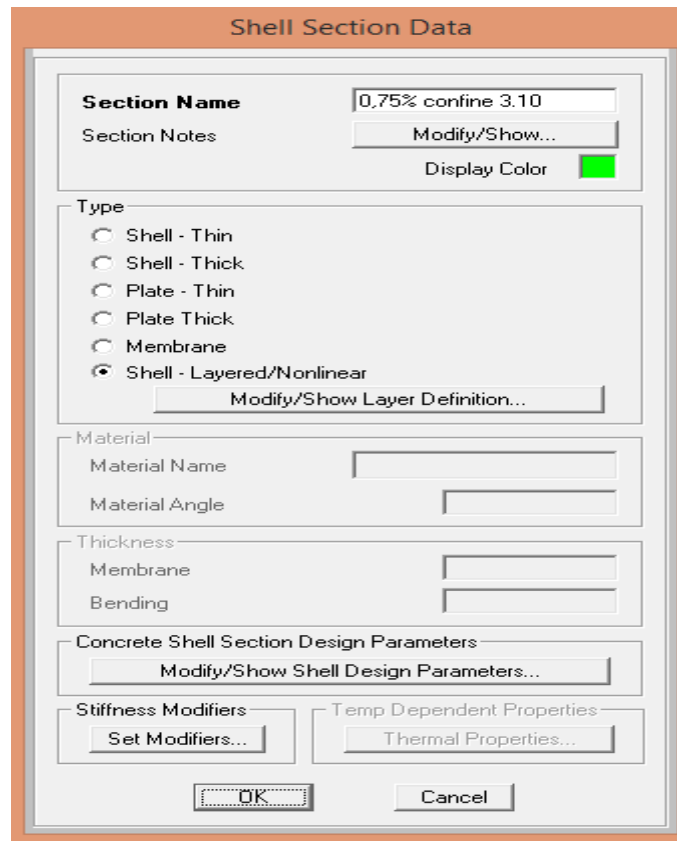 Shell Section Data
Section Name 0,75% confine 3.10
Section Notes Modify/Show...
Display Color
Type
Shell - Thin
Shell - Thick
Plate - Thin
Plate Thick
Membrane
Shell - Layered/Nonlinear
Modify/Show Layer Definition...
Material
Material Name
Material Angle
Thickness
Membrane
Bending
Concrete Shell Section Design Parameters
Modify/Show Shell Design Parameters...
Stiffness Modifiers Temp Dependent Properties
Set Modifiers... Thermal Properties...
OK Cancel